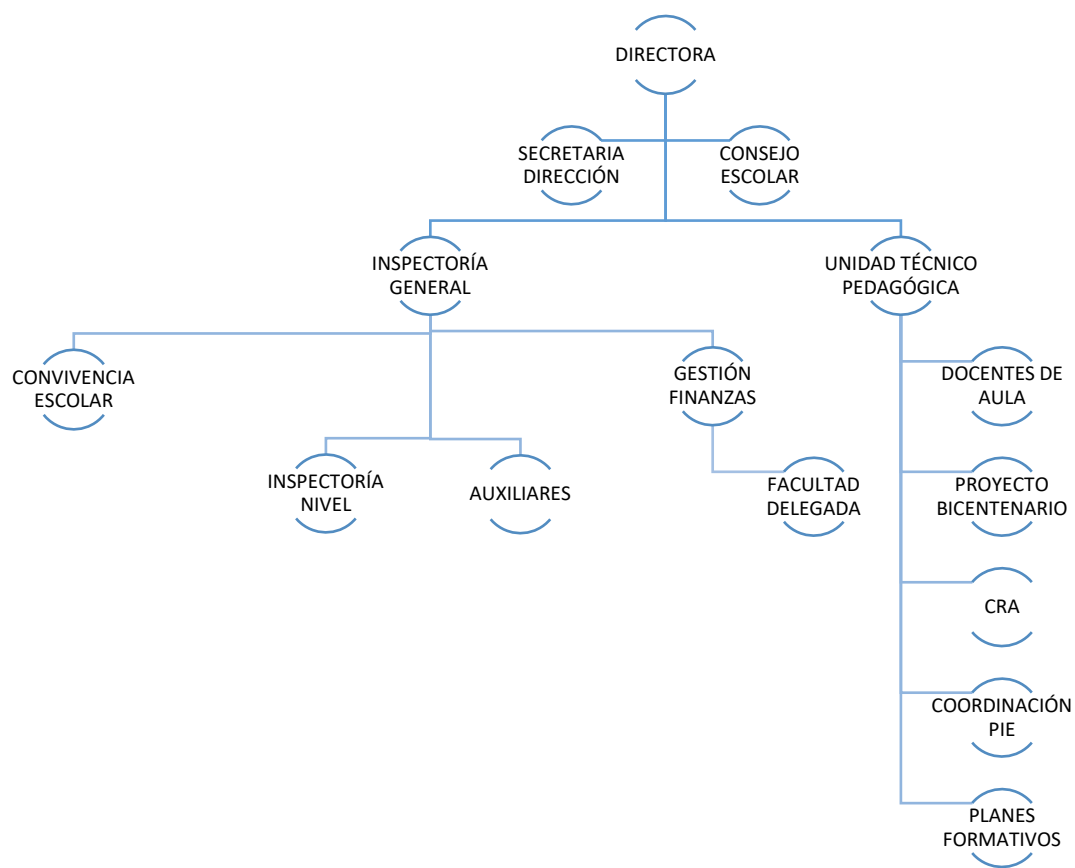 DIRECTORA
SECRETARIA
DIRECCIÓN
CONSEJO
ESCOLAR
INSPECTORÍA
GENERAL
UNIDAD TÉCNICO
PEDAGÓGICA
CONVIVENCIA
ESCOLAR
GESTIÓN
FINANZAS
DOCENTES DE
AULA
INSPECTORÍA
NIVEL
AUXILIARES
FACULTAD
DELEGADA
PROYECTO
BICENTENARIO
CRA
COORDINACIÓN
PIE
PLANES
FORMATIVOS